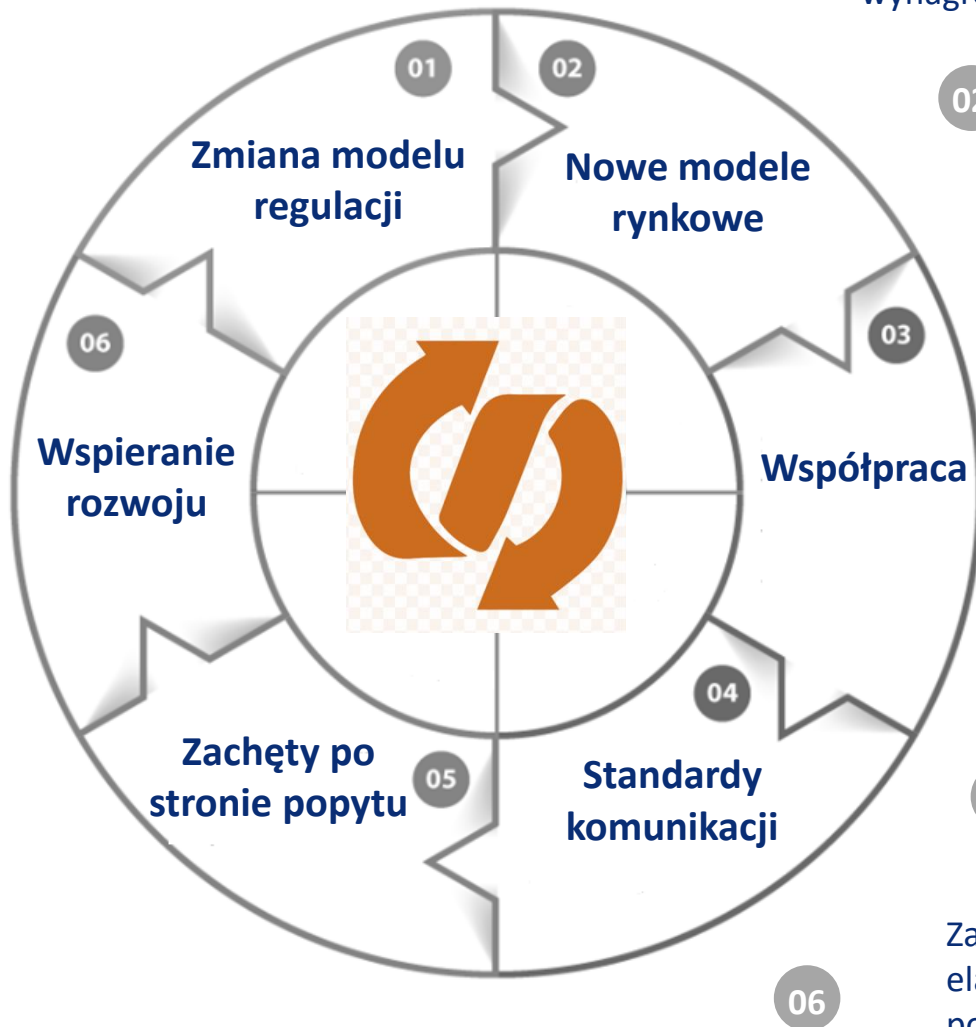 01
Zmiana modelu
regulacji
02
Nowe modele
rynkowe
03
Współpraca
04
Standardy
komunikacji
05
Zachęty po
stronie popytu
06
Wspieranie
rozwoju
06